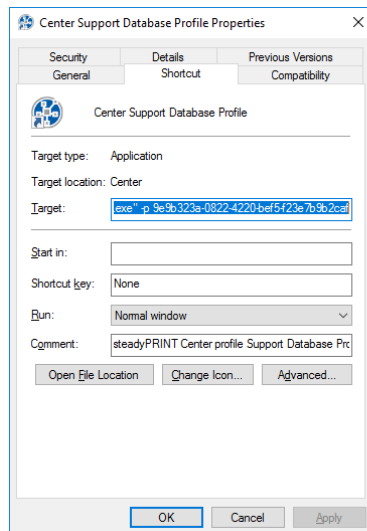 Center Support Database Profile Properties
Security Details Previous Versions
General Shortcut Compatibility
Center Support Database Profile
Target type: Application
Target location: Center
Target: exe" -p 9e9b323a-0822-4220-bef5-f23e7b9b2caf
Start in:
Shortcut key: None
Run: Normal window
Comment: steadyPRINT Center profile Support Database Pro
Open File Location Change Icon... Advanced...
OK Cancel Apply